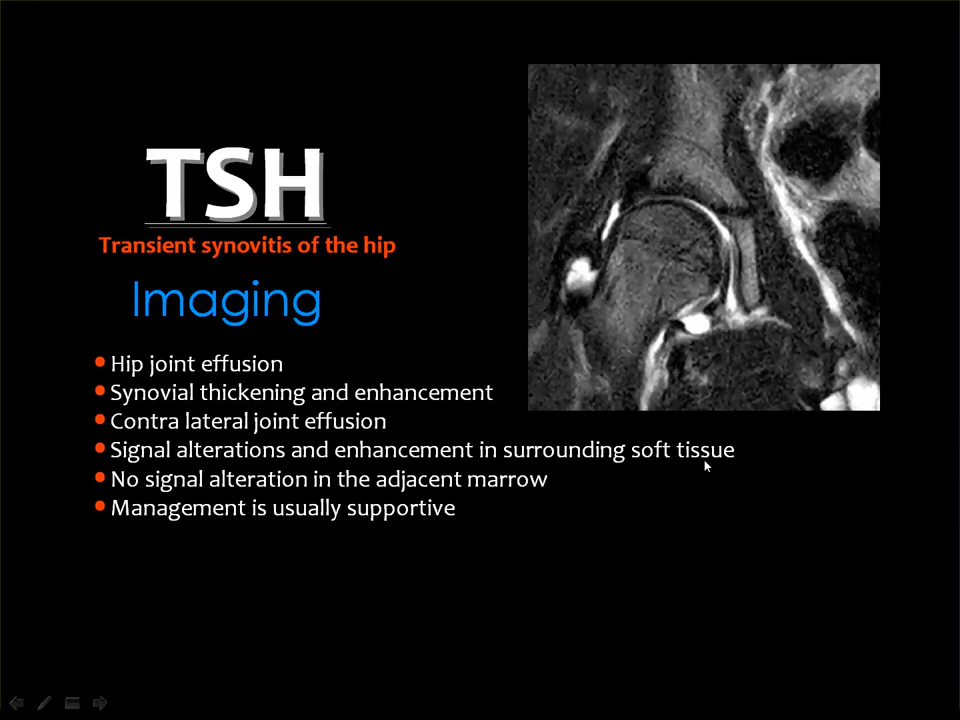 TSH
Transient synovitis of the hip
Imaging
• Hip joint effusion
• Synovial thickening and enhancement
• Contra lateral joint effusion
• Signal alterations and enhancement in surrounding soft tissue
• No signal alteration in the adjacent marrow
• Management is usually supportive